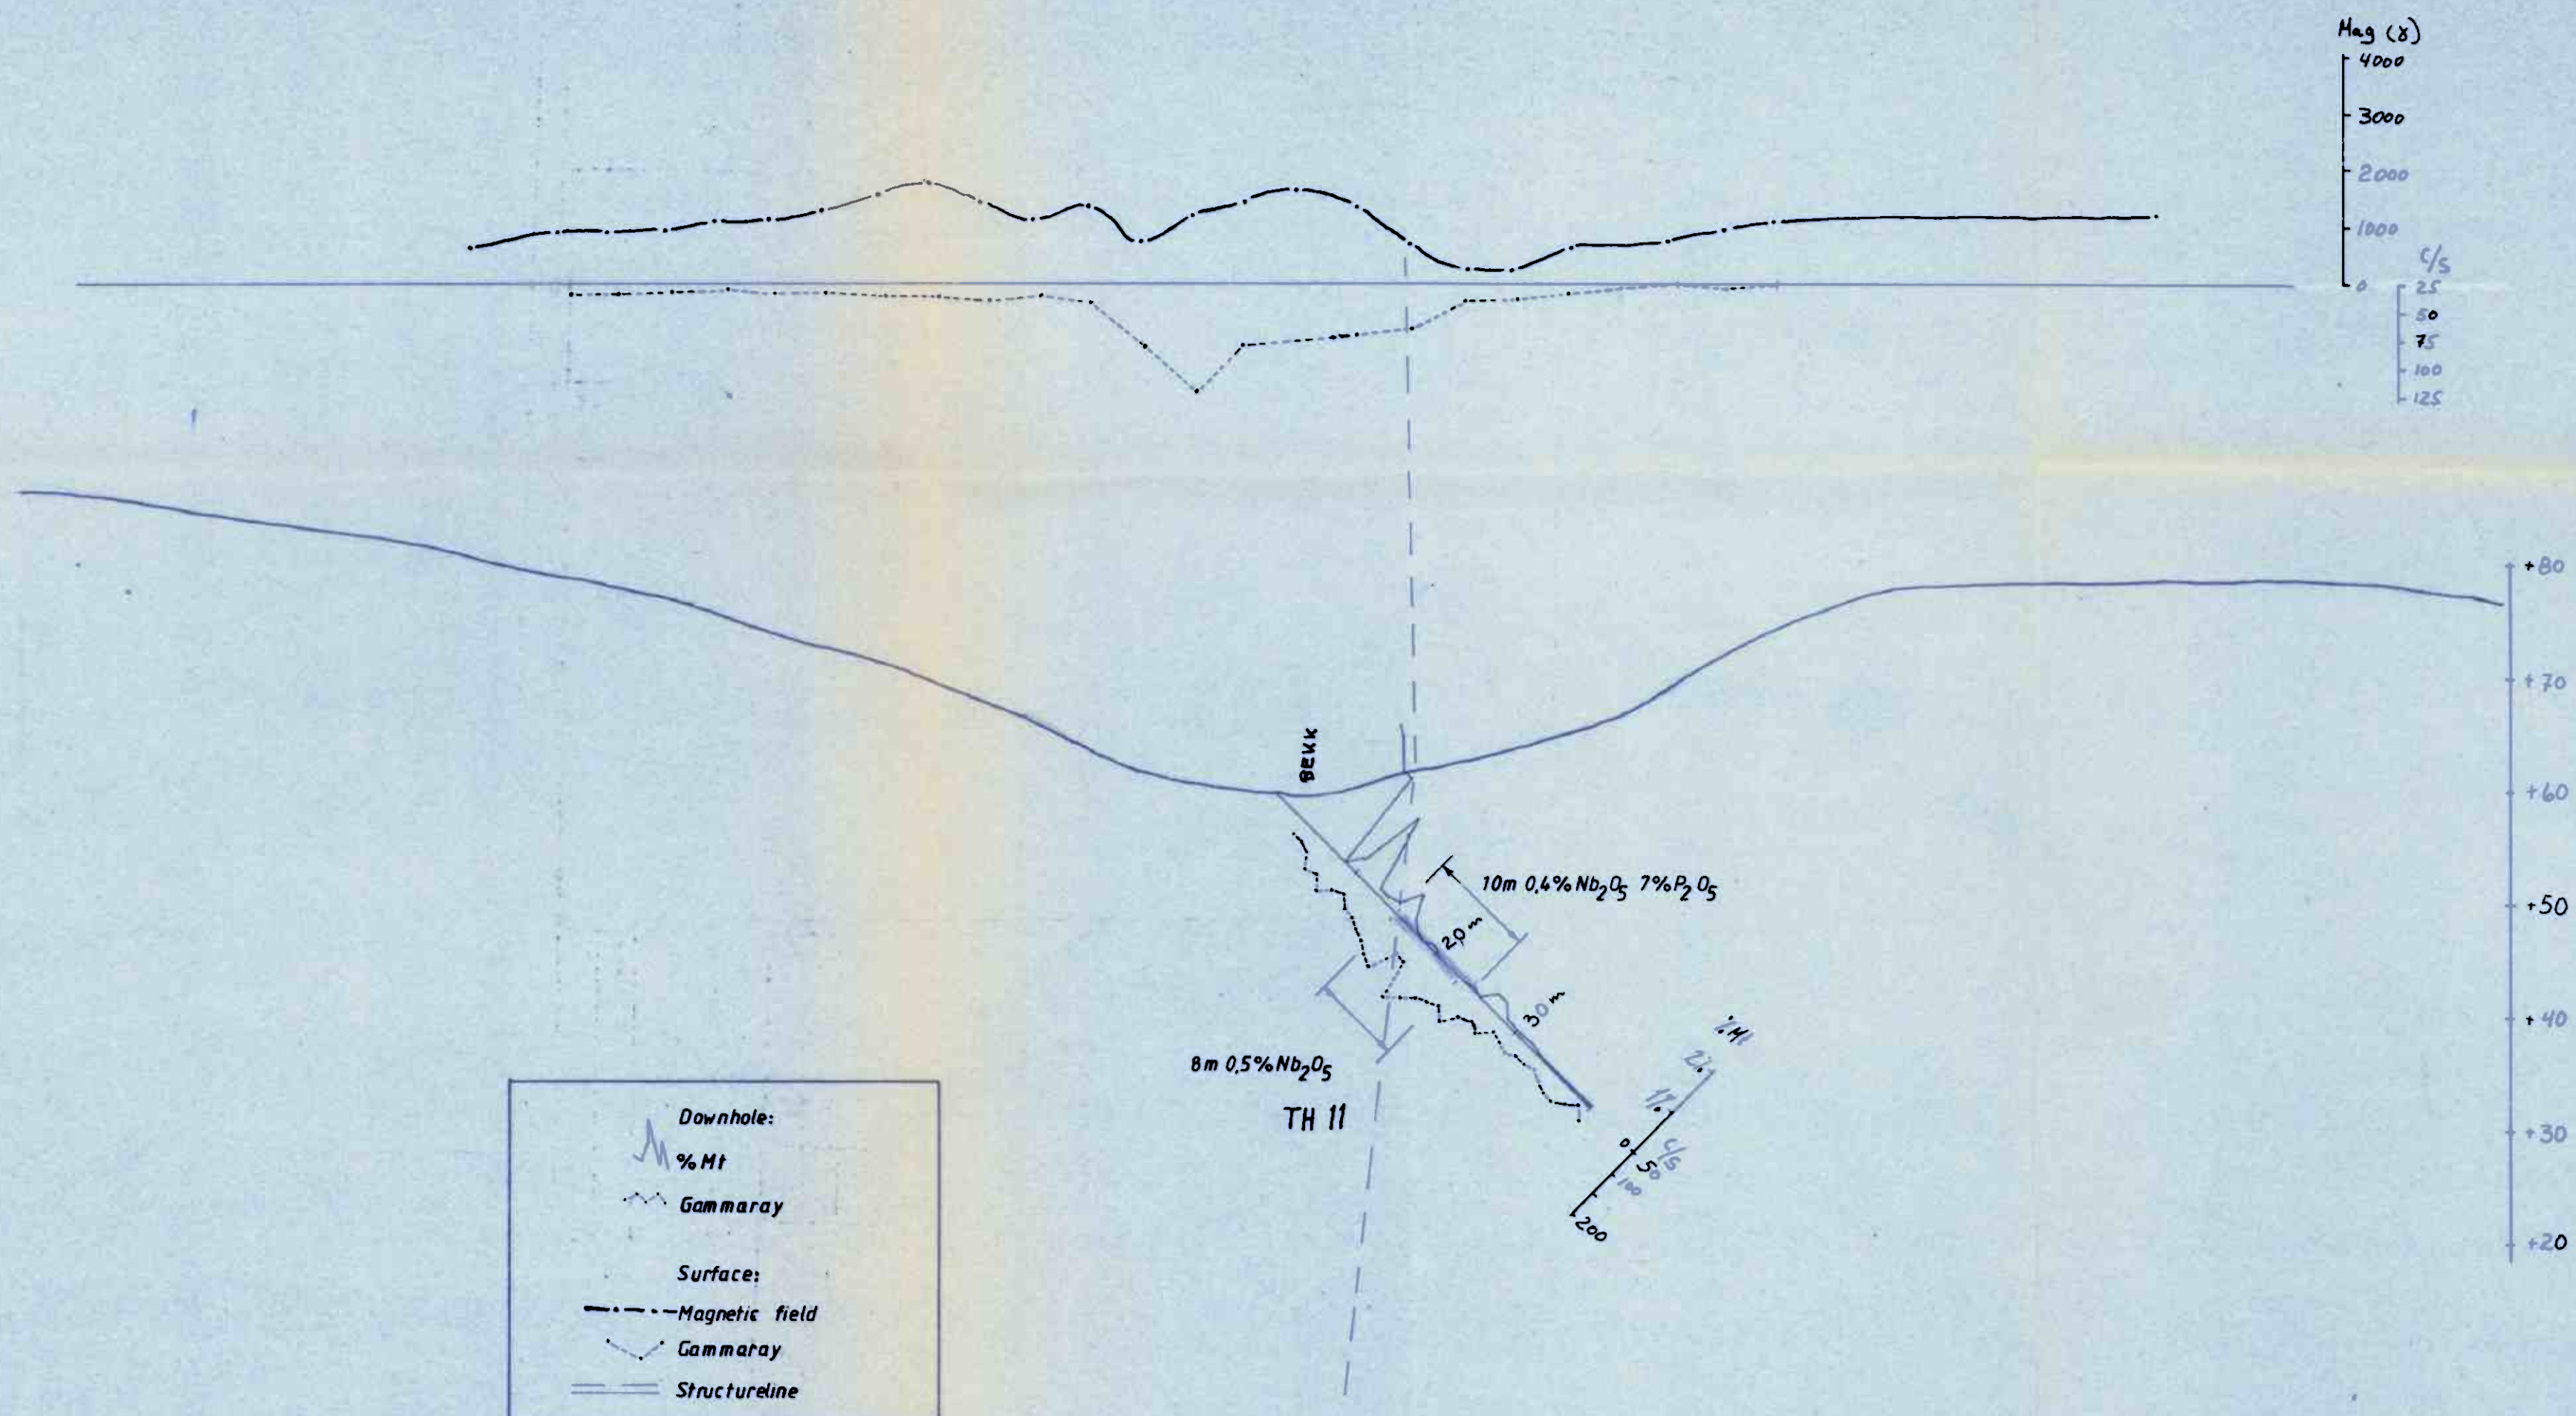 Mag (γ)
4000
3000
2000
1000
0
C/S
25
50
75
100
125
+80
+70
+60
+50
+40
+30
+20
BEKK
10m 0,4% Nb2O5 7% P2O5
20 m
30 m
8m 0,5% Nb2O5
TH 11
% Mt
2%
1%
0
C/S
50
100
200
Downhole:
% Mt
Gammaray
Surface:
Magnetic field
Gammaray
Structureline